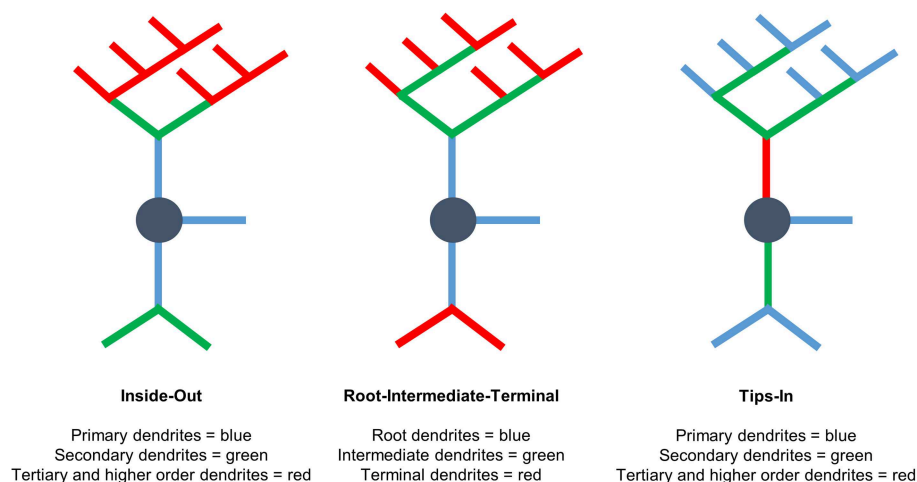 Inside-Out
Primary dendrites = blue
Secondary dendrites = green
Tertiary and higher order dendrites = red
Root-Intermediate-Terminal
Root dendrites = blue
Intermediate dendrites = green
Terminal dendrites = red
Tips-In
Primary dendrites = blue
Secondary dendrites = green
Tertiary and higher order dendrites = red